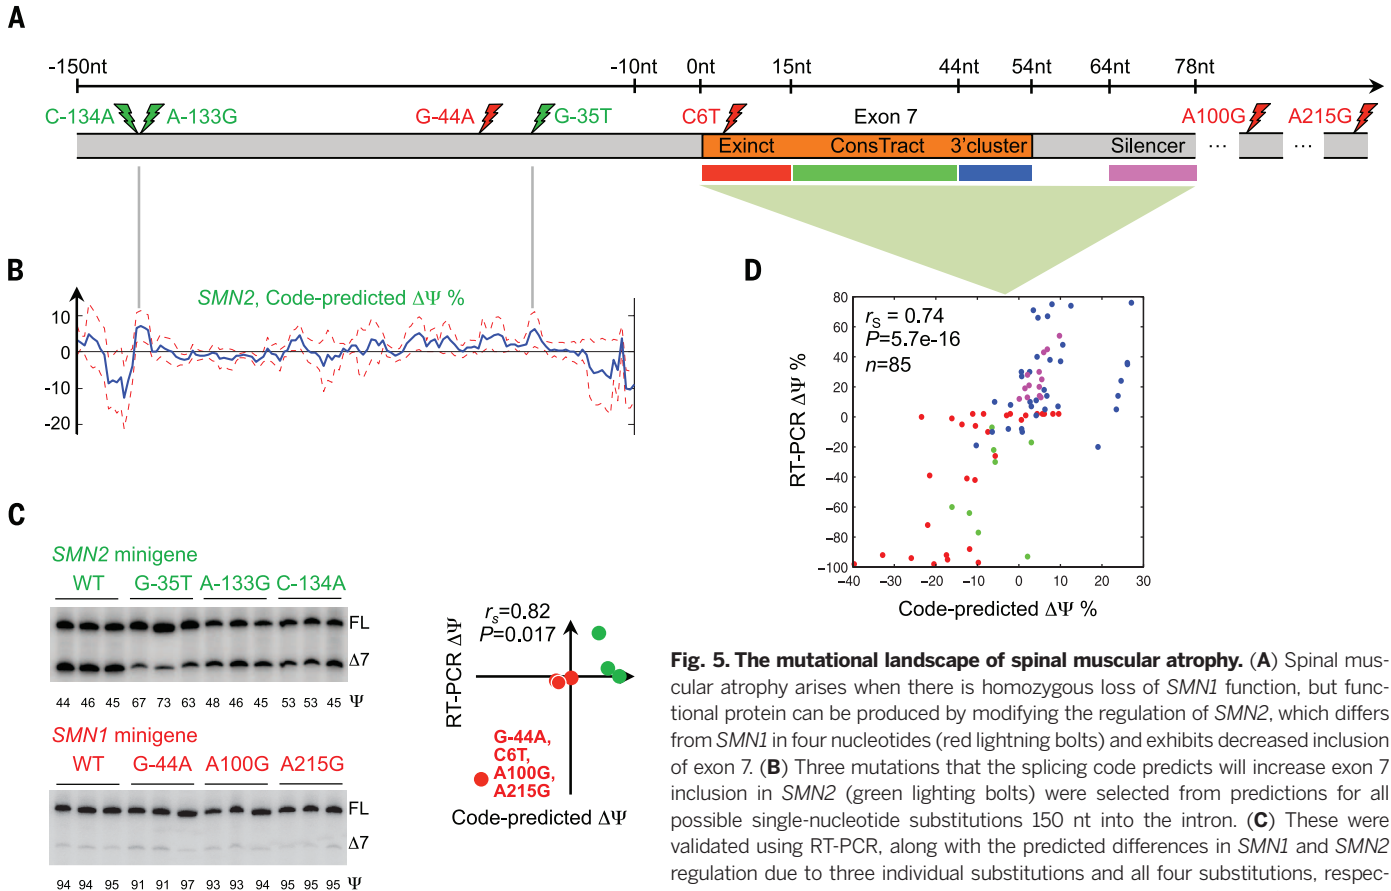 A
-150nt -10nt 0nt 15nt 44nt 54nt 64nt 78nt
C-134A A-133G G-44A G-35T C6T Exon 7 A100G A215G
Exinct ConsTract 3'cluster Silencer ... ...
B
SMN2, Code-predicted ΔΨ %
10
0
-10
-20
D
80
60
40
20
0
−20
−40
−60
−80
−100
−40 −30 −20 −10 0 10 20 30
rS = 0.74
P=5.7e-16
n=85
RT-PCR ΔΨ %
Code-predicted ΔΨ %
C
SMN2 minigene
WT G-35T A-133G C-134A
FL
Δ7
44 46 45 67 73 63 48 46 45 53 53 45 Ψ
SMN1 minigene
WT G-44A A100G A215G
FL
Δ7
94 94 95 91 91 97 93 93 94 95 95 95 Ψ
rs=0.82
P=0.017
RT-PCR ΔΨ
G-44A,
C6T,
A100G,
A215G
Code-predicted ΔΨ
Fig. 5. The mutational landscape of spinal muscular atrophy. (A) Spinal mus-
cular atrophy arises when there is homozygous loss of SMN1 function, but func-
tional protein can be produced by modifying the regulation of SMN2, which differs
from SMN1 in four nucleotides (red lightning bolts) and exhibits decreased inclusion
of exon 7. (B) Three mutations that the splicing code predicts will increase exon 7
inclusion in SMN2 (green lighting bolts) were selected from predictions for all
possible single-nucleotide substitutions 150 nt into the intron. (C) These were
validated using RT-PCR, along with the predicted differences in SMN1 and SMN2
regulation due to three individual substitutions and all four substitutions, respec-